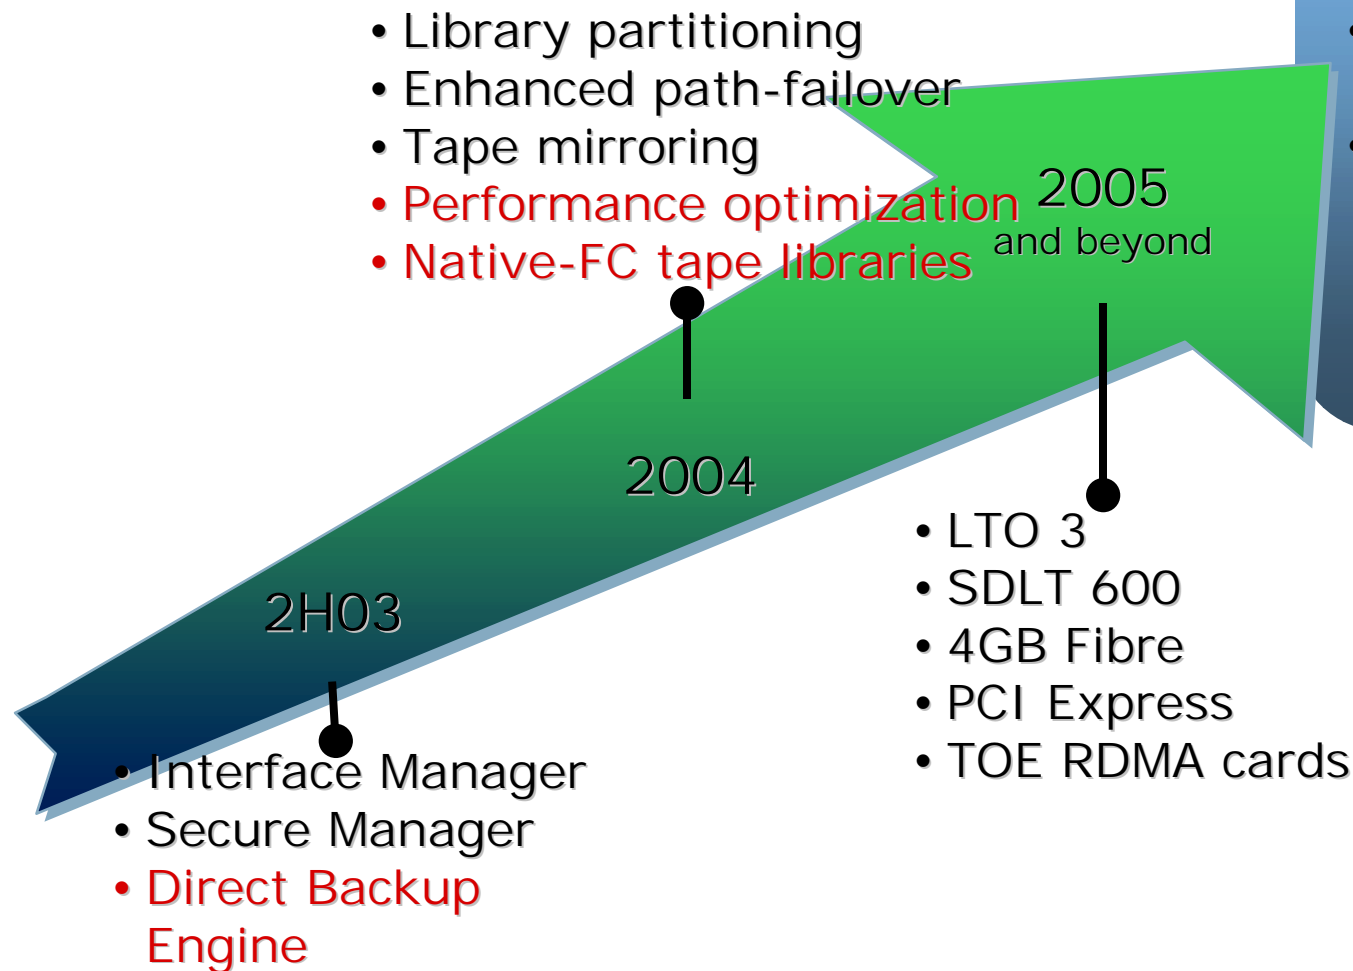 • Library partitioning
• Enhanced path-failover
• Tape mirroring
• Performance optimization
• Native-FC tape libraries
2005
and beyond
2004
2H03
• LTO 3
• SDLT 600
• 4GB Fibre
• PCI Express
• TOE RDMA cards
• Interface Manager
• Secure Manager
• Direct Backup
Engine